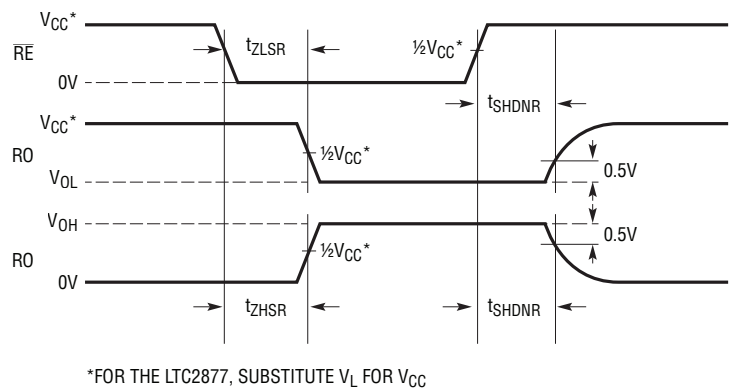 VCC*
tZLSR
½VCC*
RE
0V
tSHDNR
VCC*
RO
½VCC*
0.5V
VOL
VOH
0.5V
RO
½VCC*
0V
tZHSR
tSHDNR
*FOR THE LTC2877, SUBSTITUTE VL FOR VCC